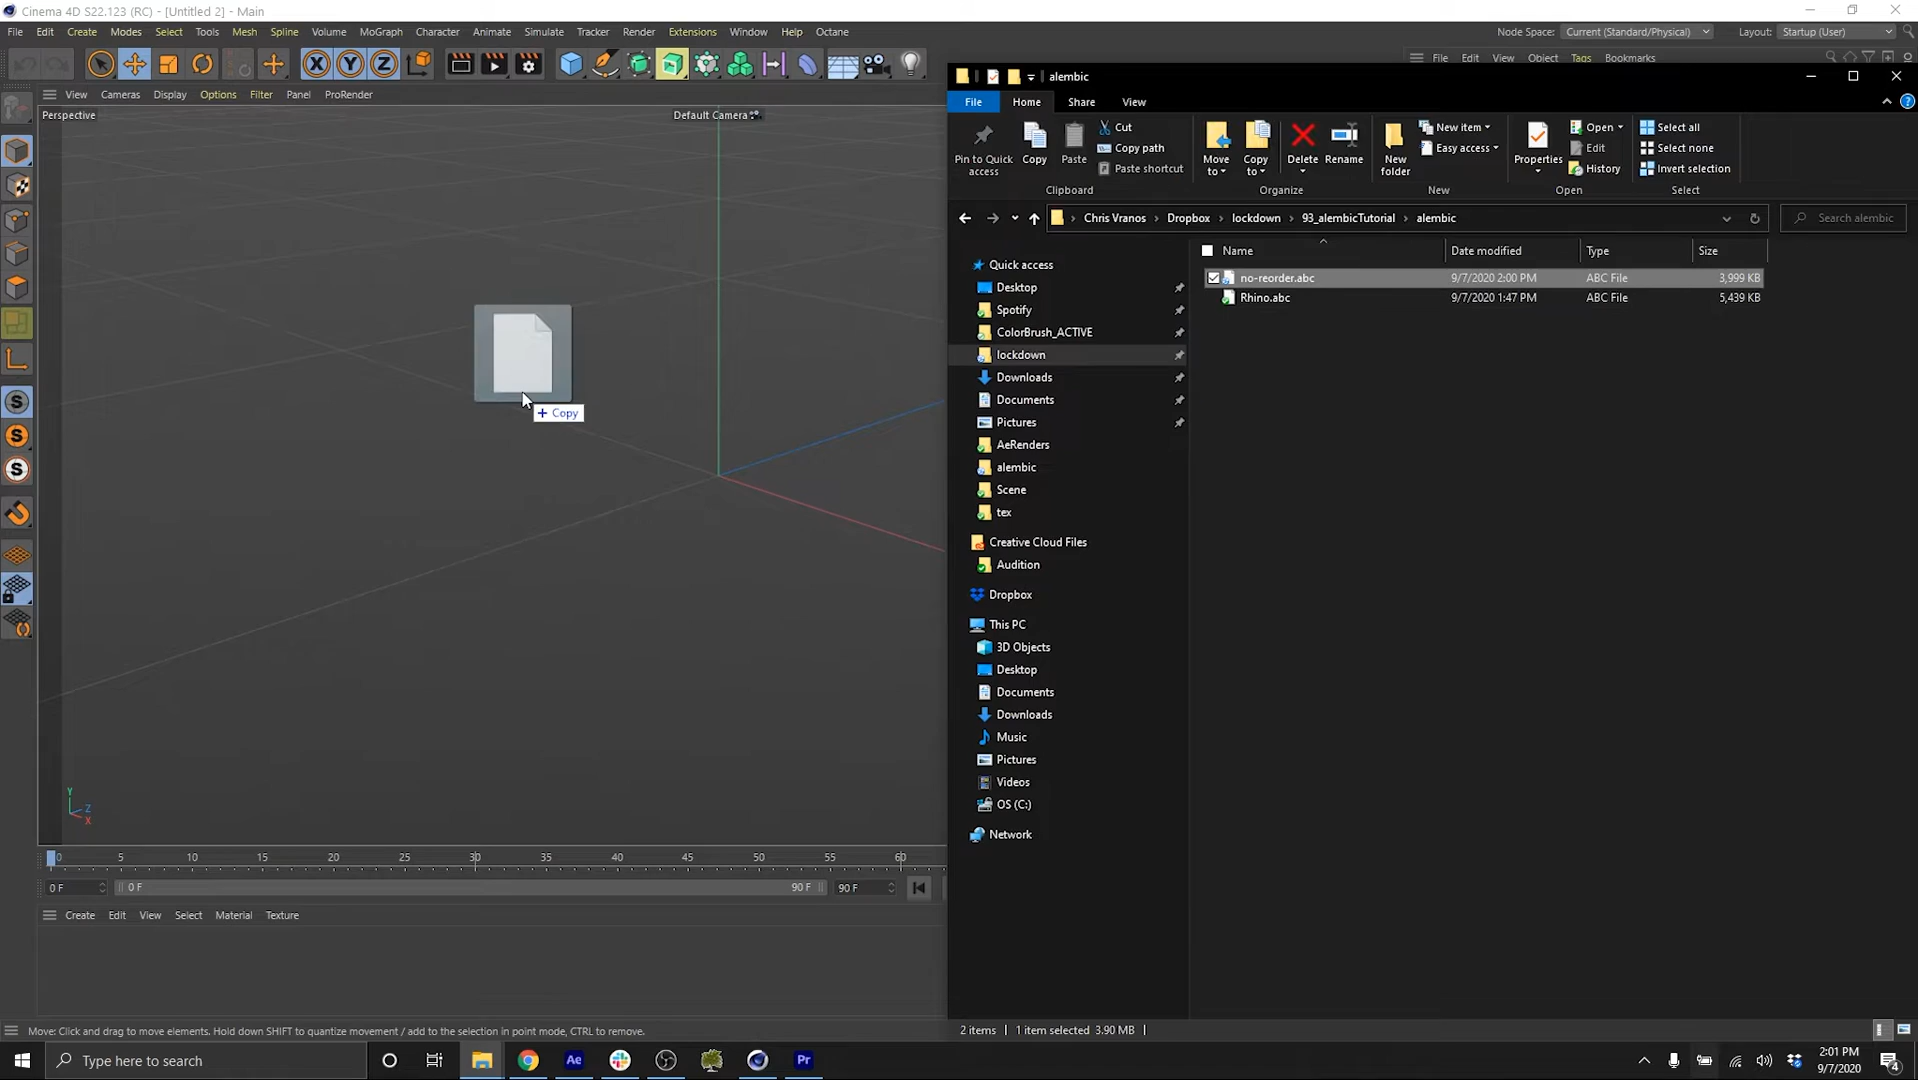 Cinema 4D S22.123 (RC) - [Untitled 2] - Main
File Edit Create Modes Select Tools Mesh Spline Volume MoGraph Character Animate Simulate Tracker Render Extensions Window Help Octane
Node Space: Current (Standard/Physical) Layout: Startup (User)
X Y Z
File Edit View Object Tags Bookmarks
View Cameras Display Options Filter Panel ProRender
Perspective
Default Camera
Copy
Y
Z
X
0 5 10 15 20 25 30 35 40 45 50 55 60
0 F 0 F 90 F 90 F
Create Edit View Select Material Texture
Move: Click and drag to move elements. Hold down SHIFT to quantize movement / add to the selection in point mode, CTRL to remove.
S
S
S
alembic
File Home Share View
Pin to Quick access
Copy
Paste
Cut
Copy path
Paste shortcut
Clipboard
Move to
Copy to
Delete
Rename
Organize
New folder
New item
Easy access
New
Properties
Open
Edit
History
Open
Select all
Select none
Invert selection
Select
Chris Vranos Dropbox lockdown 93_alembicTutorial alembic
Search alembic
Name Date modified Type Size
no-reorder.abc 9/7/2020 2:00 PM ABC File 3,999 KB
Rhino.abc 9/7/2020 1:47 PM ABC File 5,439 KB
Quick access
Desktop
Spotify
ColorBrush_ACTIVE
lockdown
Downloads
Documents
Pictures
AeRenders
alembic
Scene
tex
Creative Cloud Files
Audition
Dropbox
This PC
3D Objects
Desktop
Documents
Downloads
Music
Pictures
Videos
OS (C:)
Network
2 items 1 item selected 3.90 MB
Type here to search
Ae
Pr
2:01 PM
9/7/2020
4